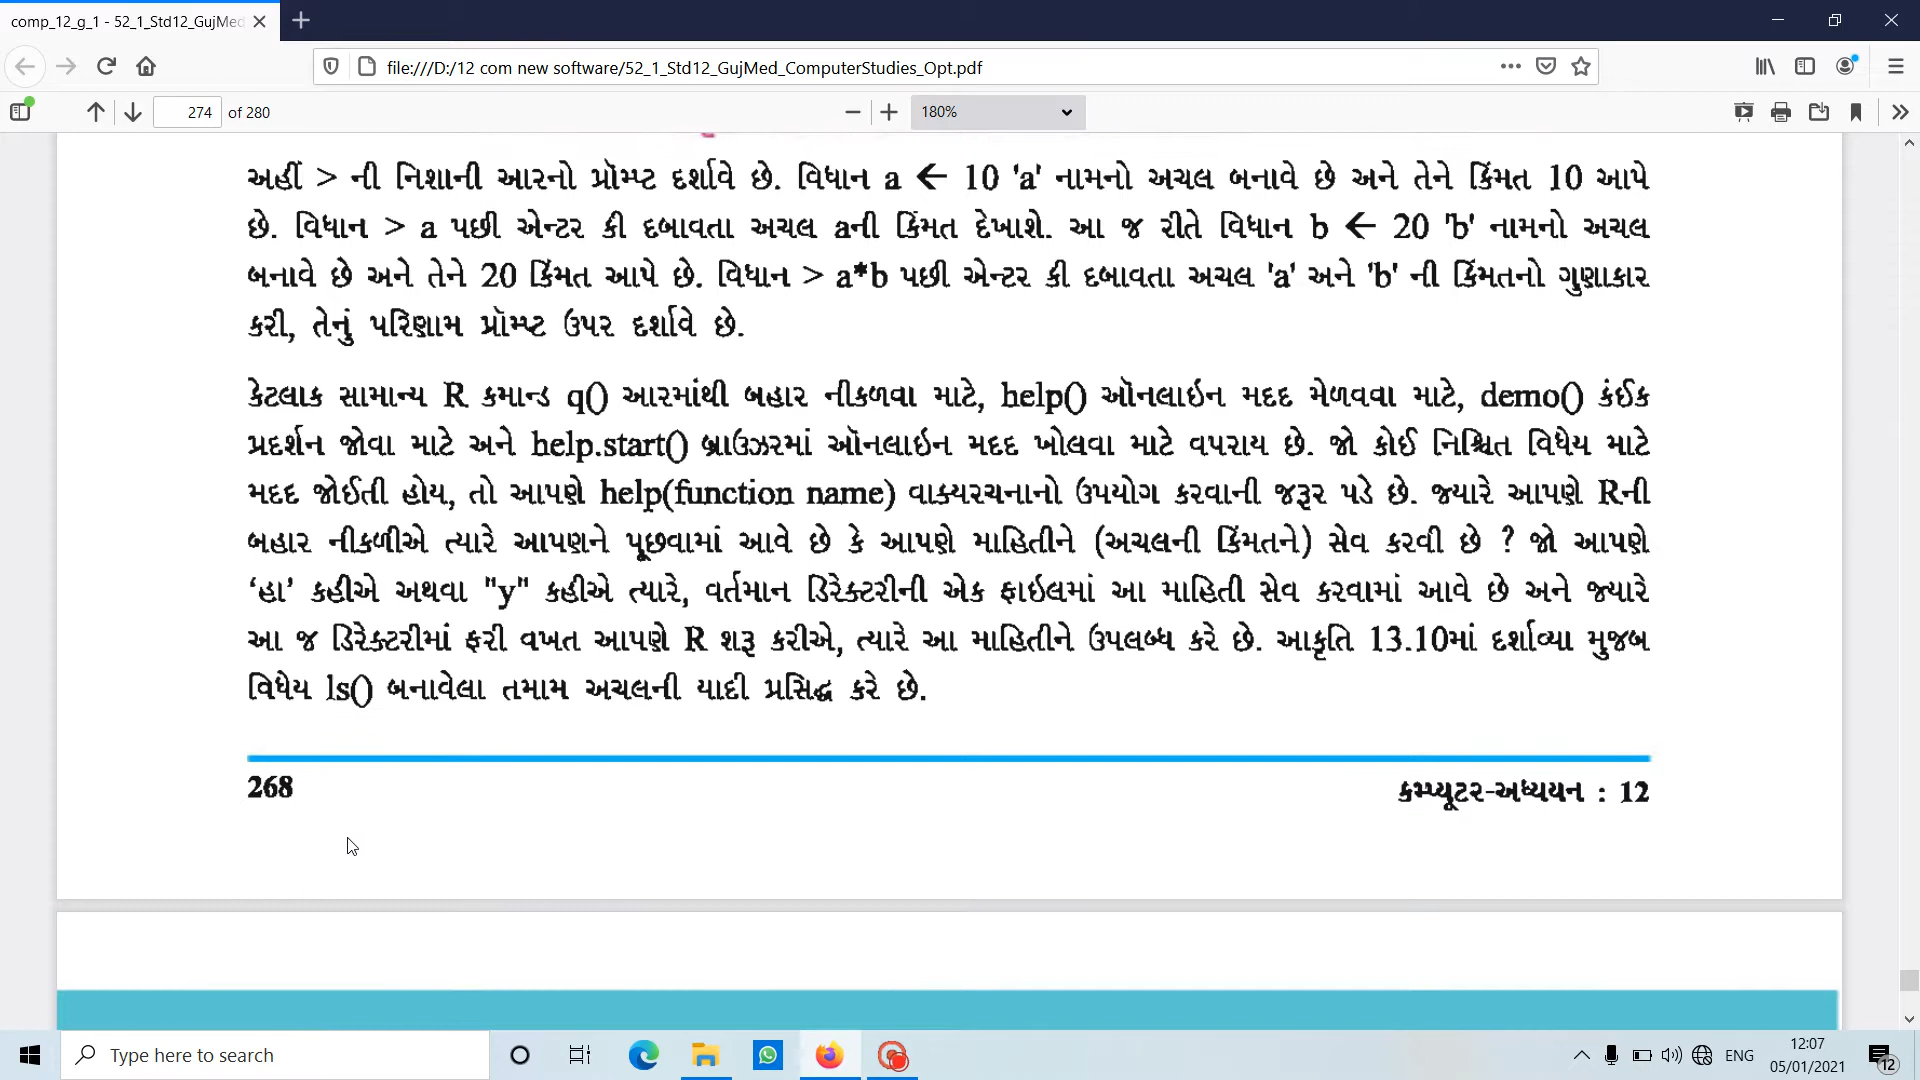 comp_12_g_1 - 52_1_Std12_GujMed
file:///D:/12 com new software/52_1_Std12_GujMed_ComputerStudies_Opt.pdf
274 of 280
180%
અહીં > ની નિશાની આરનો પ્રૉમ્પ્ટ દર્શાવે છે. વિધાન a ← 10 'a' નામનો અચલ બનાવે છે અને તેને કિંમત 10 આપે
છે. વિધાન > a પછી એન્ટર કી દબાવતા અચલ aની કિંમત દેખાશે. આ જ રીતે વિધાન b ← 20 'b' નામનો અચલ
બનાવે છે અને તેને 20 કિંમત આપે છે. વિધાન > a*b પછી એન્ટર કી દબાવતા અચલ 'a' અને 'b' ની કિંમતનો ગુણાકાર
કરી, તેનું પરિણામ પ્રૉમ્પ્ટ ઉપર દર્શાવે છે.
કેટલાક સામાન્ય R કમાન્ડ q() આરમાંથી બહાર નીકળવા માટે, help() ઑનલાઇન મદદ મેળવવા માટે, demo() કંઈક
પ્રદર્શન જોવા માટે અને help.start() બ્રાઉઝરમાં ઑનલાઇન મદદ ખોલવા માટે વપરાય છે. જો કોઈ નિશ્ચિત વિધેય માટે
મદદ જોઈતી હોય, તો આપણે help(function name) વાક્યરચનાનો ઉપયોગ કરવાની જરૂર પડે છે. જ્યારે આપણે Rની
બહાર નીકળીએ ત્યારે આપણને પૂછવામાં આવે છે કે આપણે માહિતીને (અચલની કિંમતને) સેવ કરવી છે ? જો આપણે
‘હા’ કહીએ અથવા "y" કહીએ ત્યારે, વર્તમાન ડિરેક્ટરીની એક ફાઇલમાં આ માહિતી સેવ કરવામાં આવે છે અને જ્યારે
આ જ ડિરેક્ટરીમાં ફરી વખત આપણે R શરૂ કરીએ, ત્યારે આ માહિતીને ઉપલબ્ધ કરે છે. આકૃતિ 13.10માં દર્શાવ્યા મુજબ
વિધેય ls() બનાવેલા તમામ અચલની યાદી પ્રસિદ્ધ કરે છે.
268 કમ્પ્યૂટર-અધ્યયન : 12
Type here to search
ENG
12:07
05/01/2021
12